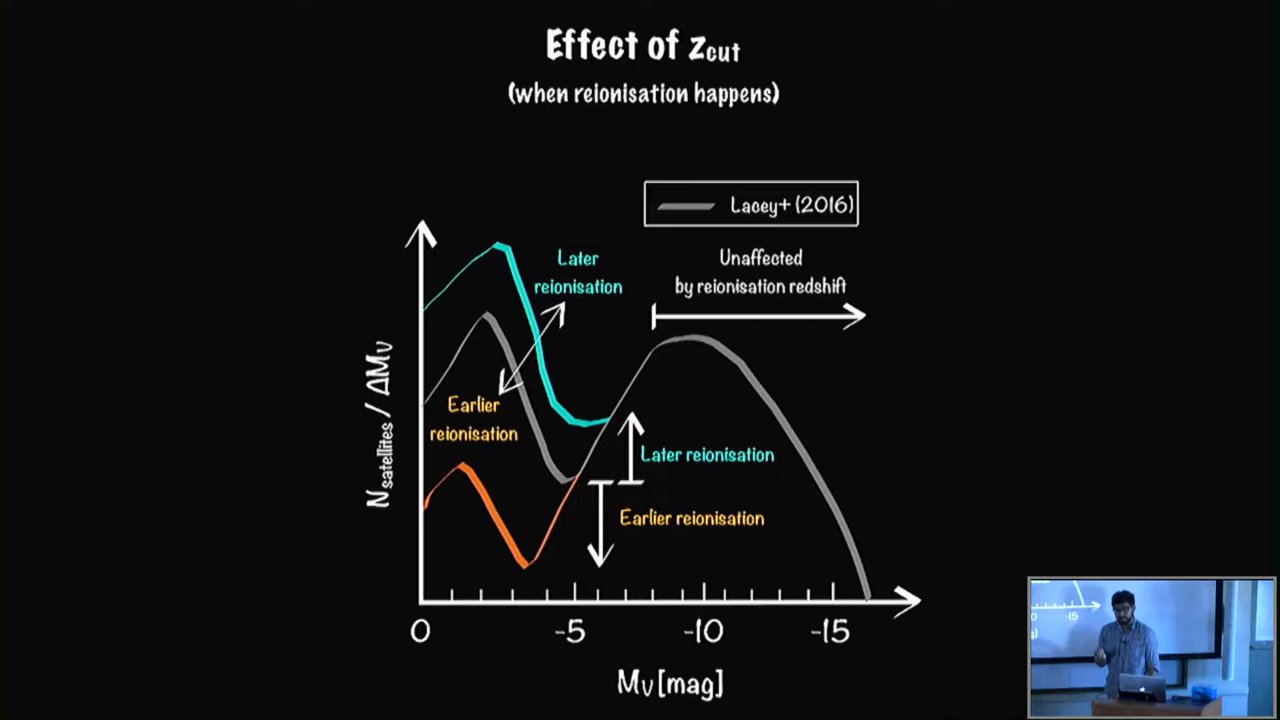 Effect of zcut
(when reionisation happens)
Lacey+ (2016)
Unaffected
by reionisation redshift
Later
reionisation
Earlier
reionisation
Later reionisation
Earlier reionisation
Nsatellites / ΔMV
0
-5
-10
-15
MV [mag]
-15